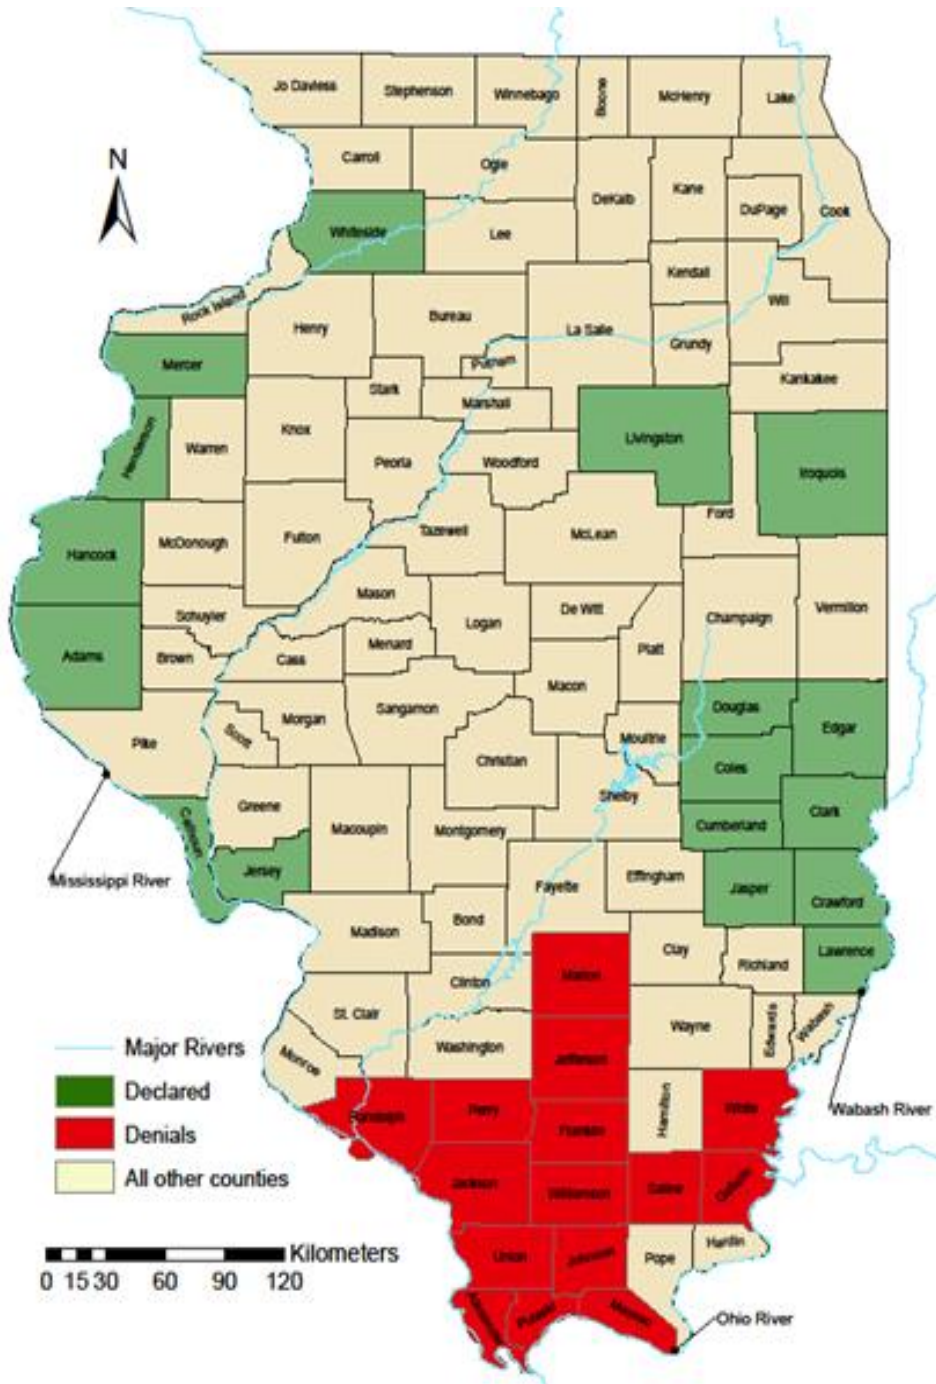 Jo Daviess
Stephenson
Winnebago
Boone
McHenry
Lake
N
Carroll
Ogle
DeKalb
Kane
DuPage
Cook
Whiteside
Lee
Kendall
Will
Rock Island
Henry
Bureau
La Salle
Grundy
Putnam
Mercer
Stark
Marshall
Kankakee
Henderson
Warren
Knox
Peoria
Woodford
Livingston
Iroquois
Ford
Hancock
McDonough
Fulton
Tazewell
McLean
Mason
Schuyler
Logan
De Witt
Champaign
Vermilion
Adams
Brown
Cass
Menard
Piatt
Macon
Pike
Scott
Morgan
Sangamon
Douglas
Edgar
Moultrie
Christian
Coles
Shelby
Greene
Macoupin
Montgomery
Cumberland
Clark
Calhoun
Jersey
Mississippi River
Fayette
Effingham
Jasper
Crawford
Bond
Madison
Clay
Richland
Lawrence
Clinton
Marion
St. Clair
Wayne
Edwards
Wabash
Washington
Monroe
Jefferson
Major Rivers
Declared
Denials
All other counties
Randolph
Perry
Franklin
Hamilton
White
Wabash River
Jackson
Williamson
Saline
Gallatin
Union
Johnson
Pope
Hardin
Alexander
Pulaski
Massac
Ohio River
Kilometers
0 15 30 60 90 120